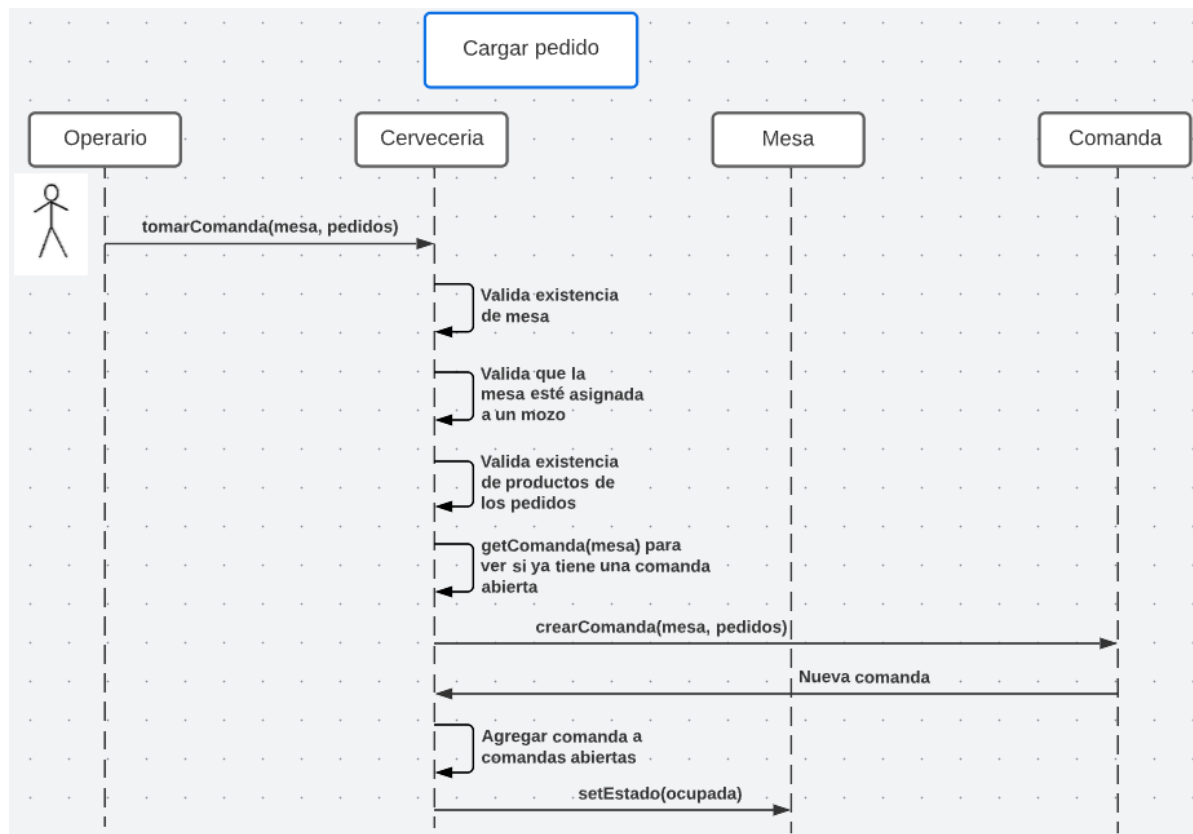 Cargar pedido
Operario
Cerveceria
Mesa
Comanda
tomarComanda(mesa, pedidos)
Valida existencia
de mesa
Valida que la
mesa esté asignada
a un mozo
Valida existencia
de productos de
los pedidos
getComanda(mesa) para
ver si ya tiene una comanda
abierta
crearComanda(mesa, pedidos)
Nueva comanda
Agregar comanda a
comandas abiertas
setEstado(ocupada)